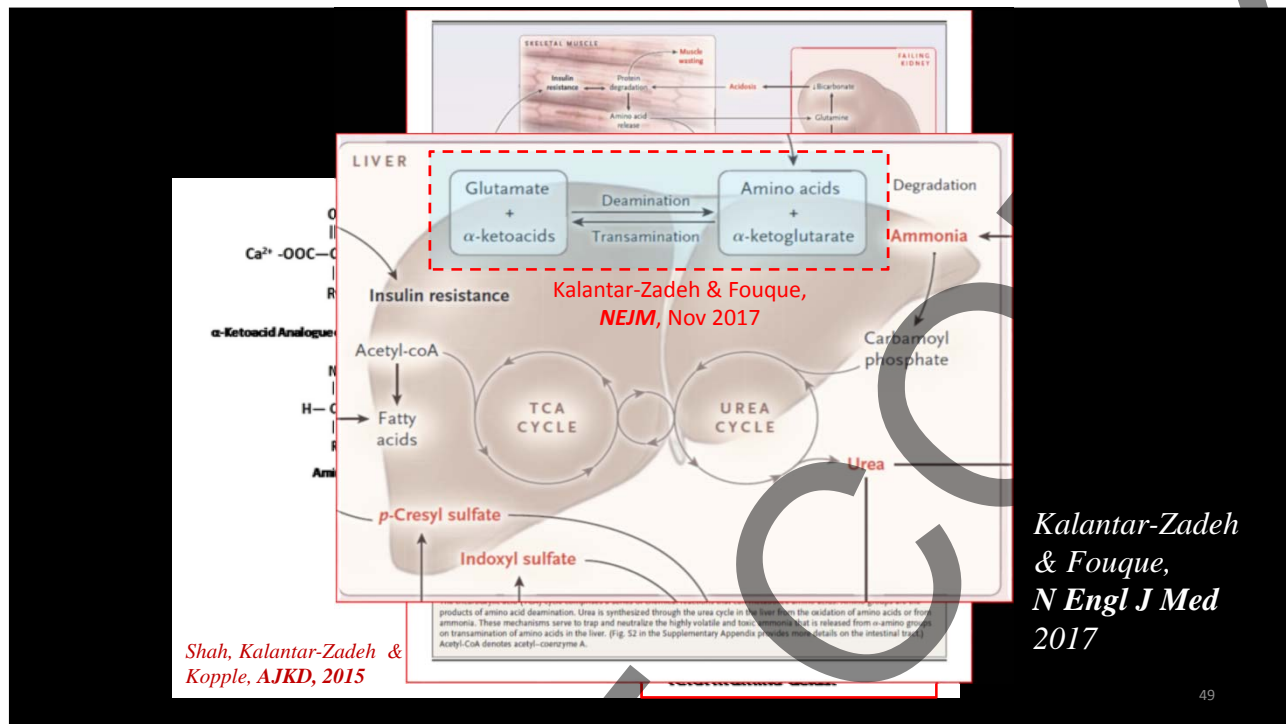 SKELETAL MUSCLE
Muscle
wasting
Insulin
resistance
Protein
degradation
Amino acid
release
Acidosis
FAILING
KIDNEY
↓Bicarbonate
Glutamine
LIVER
Glutamate
+
α-ketoacids
Deamination
Transamination
Amino acids
+
α-ketoglutarate
Degradation
Ammonia
Kalantar-Zadeh & Fouque,
NEJM, Nov 2017
Insulin resistance
Ca²⁺ -OOC—C
α-Ketoacid Analogue
Acetyl-coA
Carbamoyl
phosphate
H— C
Fatty
acids
TCA
CYCLE
UREA
CYCLE
Urea
p-Cresyl sulfate
Indoxyl sulfate
products of amino acid deamination. Urea is synthesized through the urea cycle in the liver from the oxidation of amino acids or from
ammonia. These mechanisms serve to trap and neutralize the highly volatile and toxic ammonia that is released from α-amino groups
on transamination of amino acids in the liver. (Fig. S2 in the Supplementary Appendix provides more details on the intestinal tract.)
Acetyl-CoA denotes acetyl–coenzyme A.
Shah, Kalantar-Zadeh &
Kopple, AJKD, 2015
Kalantar-Zadeh
& Fouque,
N Engl J Med
2017
49